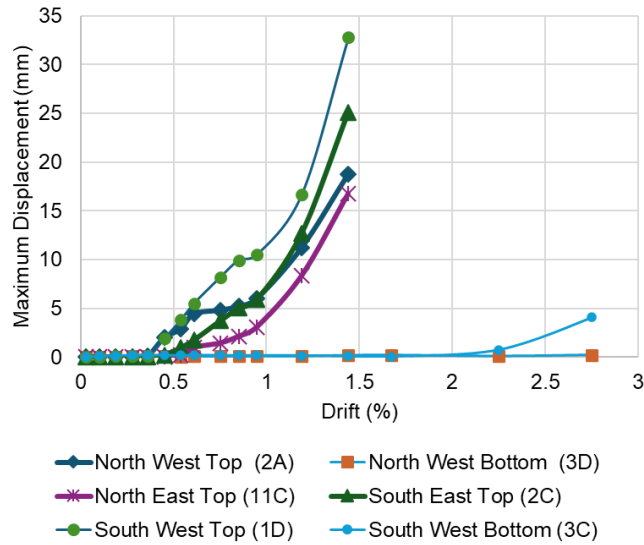 35
30
25
20
15
10
5
0
Maximum Displacement (mm)
0 0.5 1 1.5 2 2.5 3
Drift (%)
North West Top (2A) North West Bottom (3D)
North East Top (11C) South East Top (2C)
South West Top (1D) South West Bottom (3C)